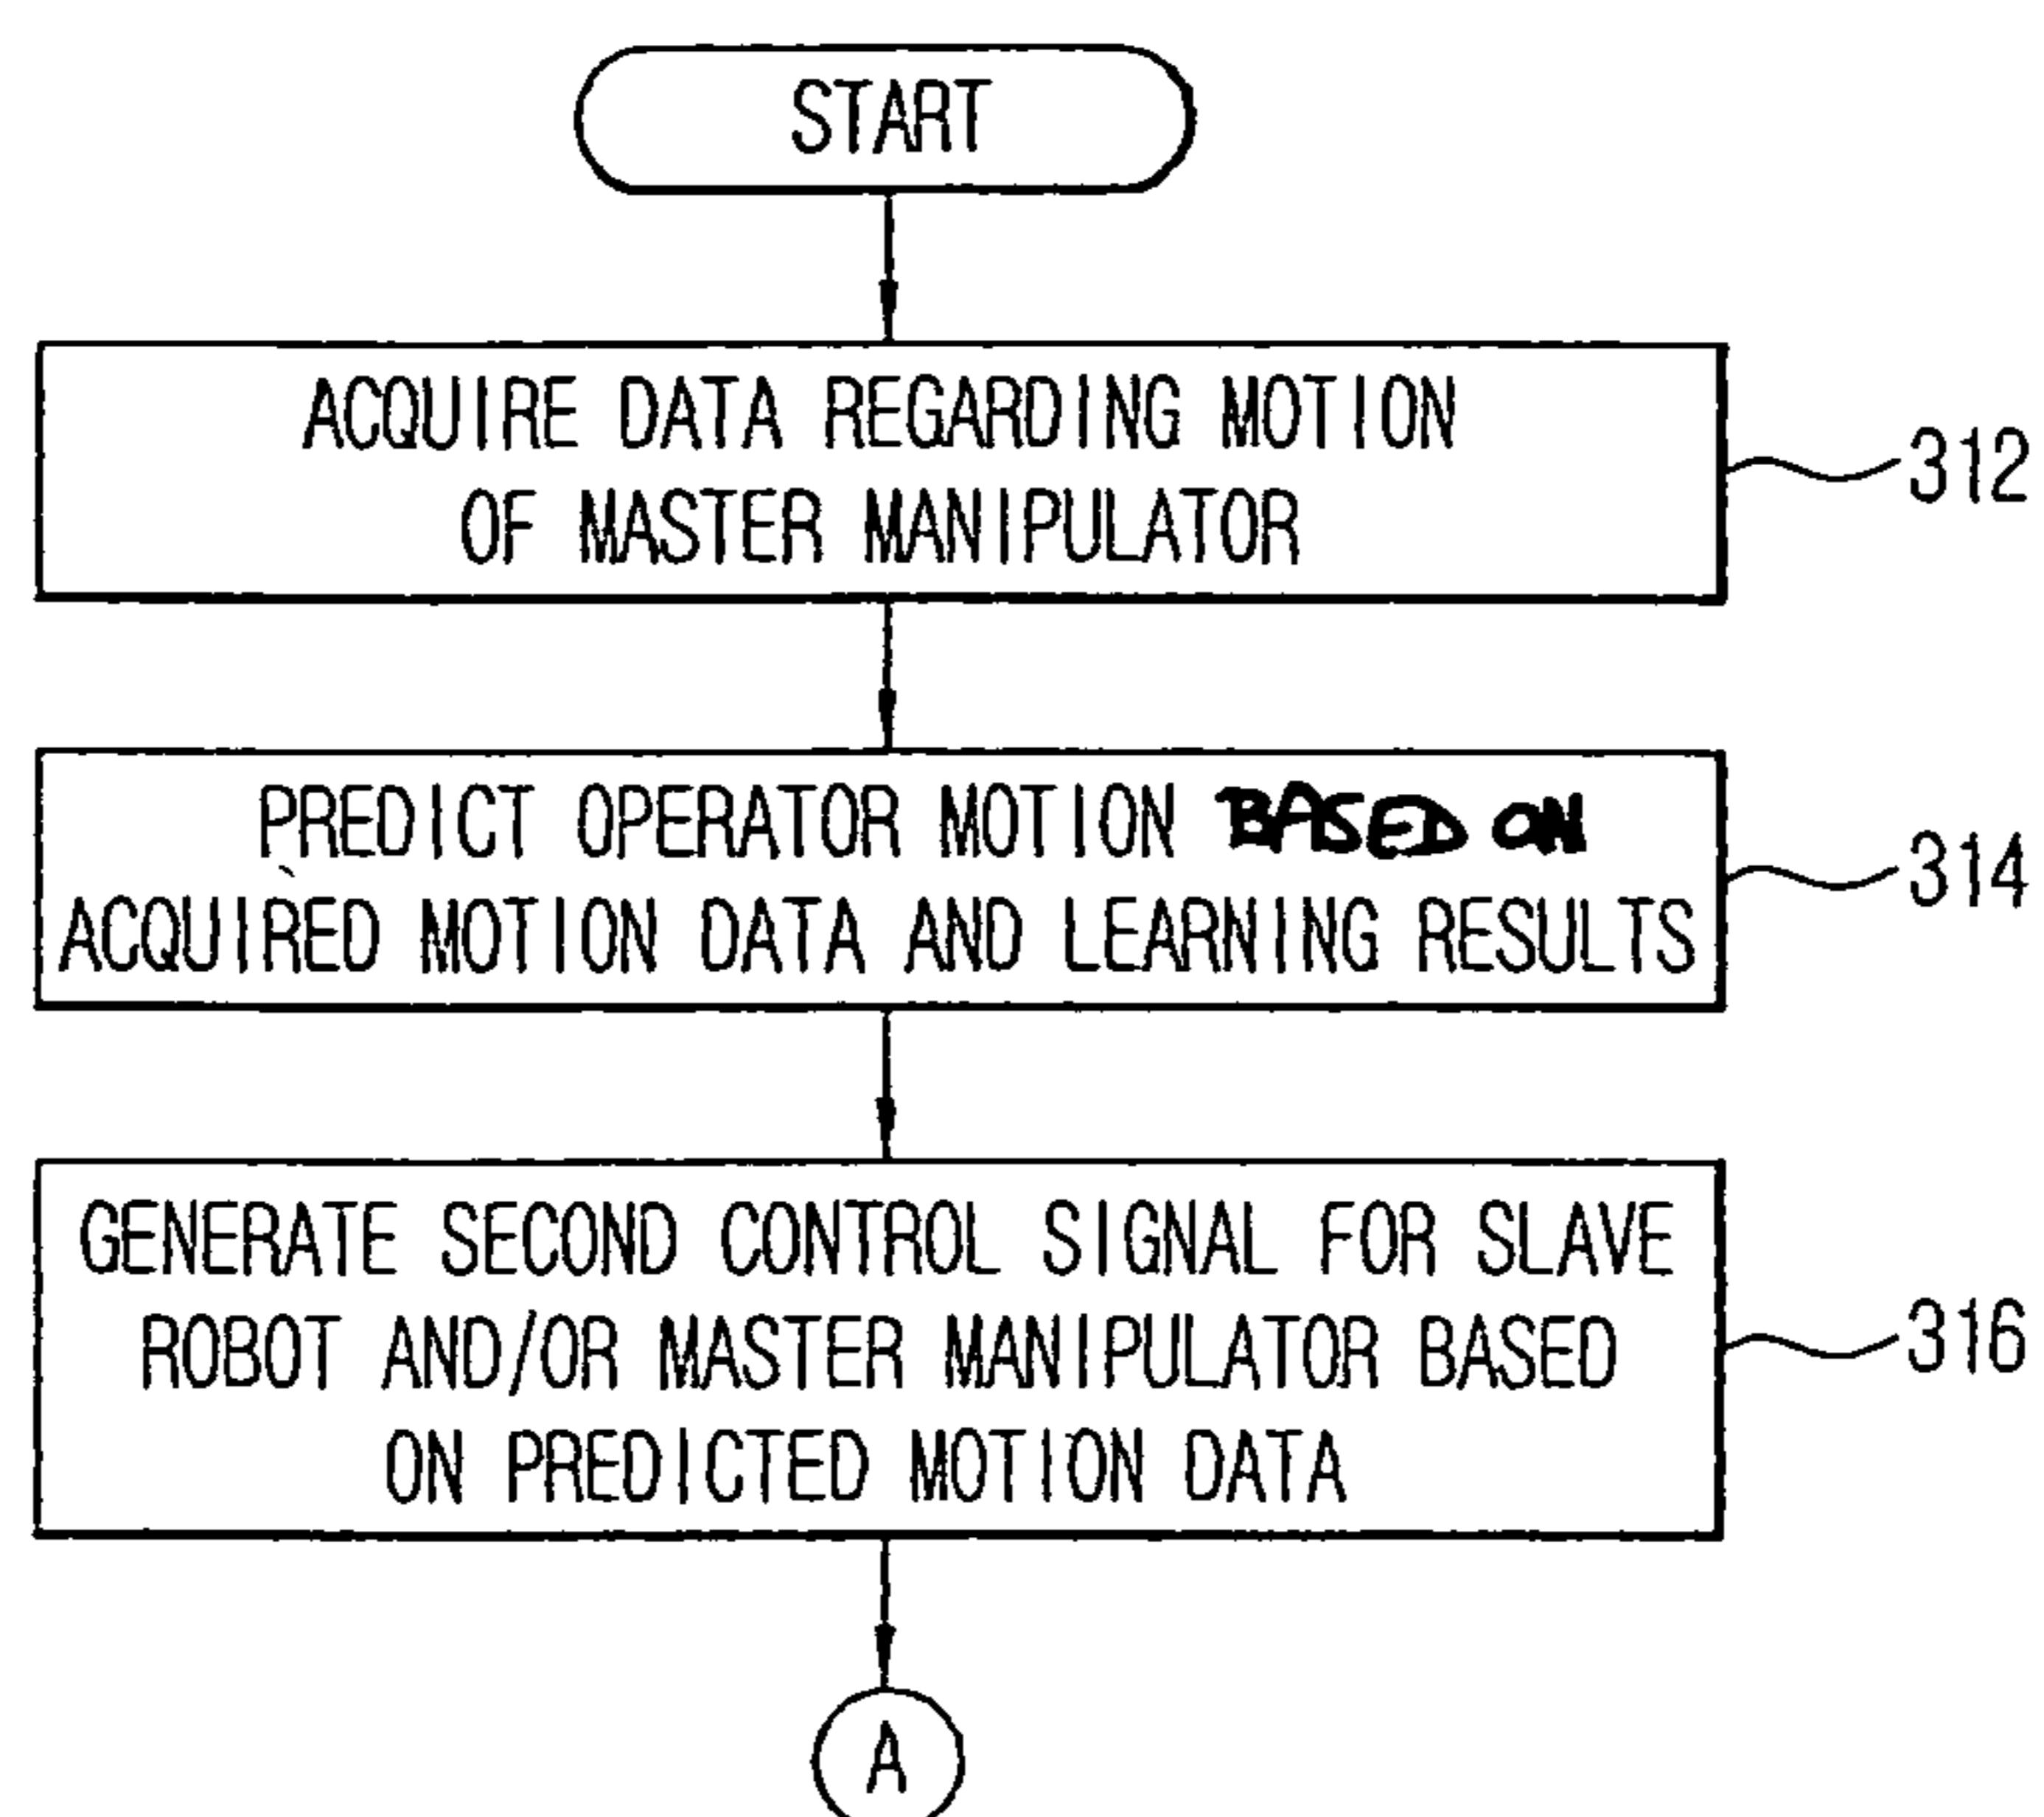 START
ACQUIRE DATA REGARDING MOTION
OF MASTER MANIPULATOR
312
PREDICT OPERATOR MOTION BASED ON
ACQUIRED MOTION DATA AND LEARNING RESULTS
314
GENERATE SECOND CONTROL SIGNAL FOR SLAVE
ROBOT AND/OR MASTER MANIPULATOR BASED
ON PREDICTED MOTION DATA
316
A